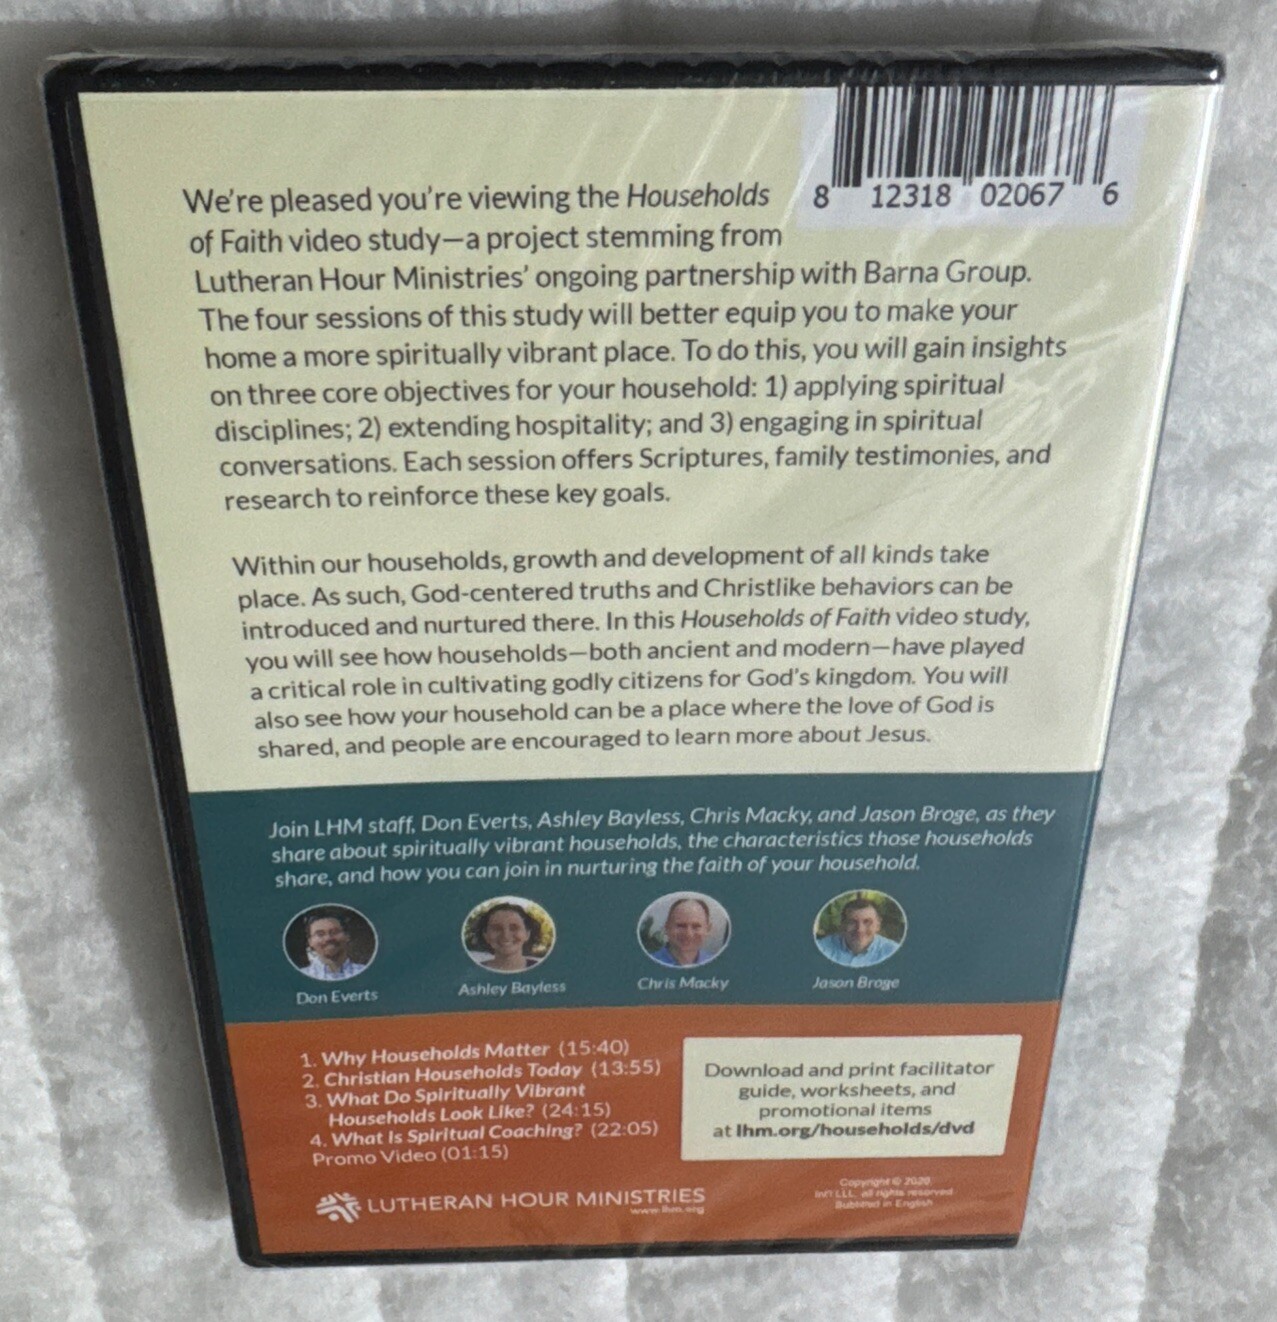 We're pleased you're viewing the Households
of Faith video study—a project stemming from
Lutheran Hour Ministries' ongoing partnership with Barna Group.
The four sessions of this study will better equip you to make your
home a more spiritually vibrant place. To do this, you will gain insights
on three core objectives for your household: 1) applying spiritual
disciplines; 2) extending hospitality; and 3) engaging in spiritual
conversations. Each session offers Scriptures, family testimonies, and
research to reinforce these key goals.
8 12318 02067 6
Within our households, growth and development of all kinds take
place. As such, God-centered truths and Christlike behaviors can be
introduced and nurtured there. In this Households of Faith video study,
you will see how households—both ancient and modern—have played
a critical role in cultivating godly citizens for God's kingdom. You will
also see how your household can be a place where the love of God is
shared, and people are encouraged to learn more about Jesus.
Join LHM staff, Don Everts, Ashley Bayless, Chris Macky, and Jason Broge, as they
share about spiritually vibrant households, the characteristics those households
share, and how you can join in nurturing the faith of your household.
Don Everts
Ashley Bayless
Chris Macky
Jason Broge
1. Why Households Matter (15:40)
2. Christian Households Today (13:55)
3. What Do Spiritually Vibrant
Households Look Like? (24:15)
4. What Is Spiritual Coaching? (22:05)
Promo Video (01:15)
Download and print facilitator
guide, worksheets, and
promotional items
at lhm.org/households/dvd
LUTHERAN HOUR MINISTRIES
www.lhm.org
Copyright © 2020
Int'l LLL, all rights reserved
Subtitled in English